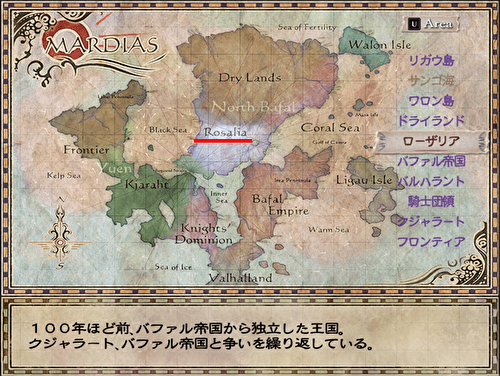 MARDIAS
Sea of Fertility
U Area
Walon Isle
リガウ島
サンゴ海
ワロン島
ドライランド
ローザリア
バファル帝国
バルハラント
騎士団領
クジャラート
フロンティア
Dry Lands
North Bafal
Rosalia
Black Sea
Coral Sea
Frontier
Yuen
Kelp Sea
Kjaraht
Inner Sea
Bafal Empire
Ligau Isle
Knights' Dominion
Warm Sea
Sea of Ice
Valhalland
S
100年ほど前、バファル帝国から独立した王国。
クジャラート、バファル帝国と争いを繰り返している。